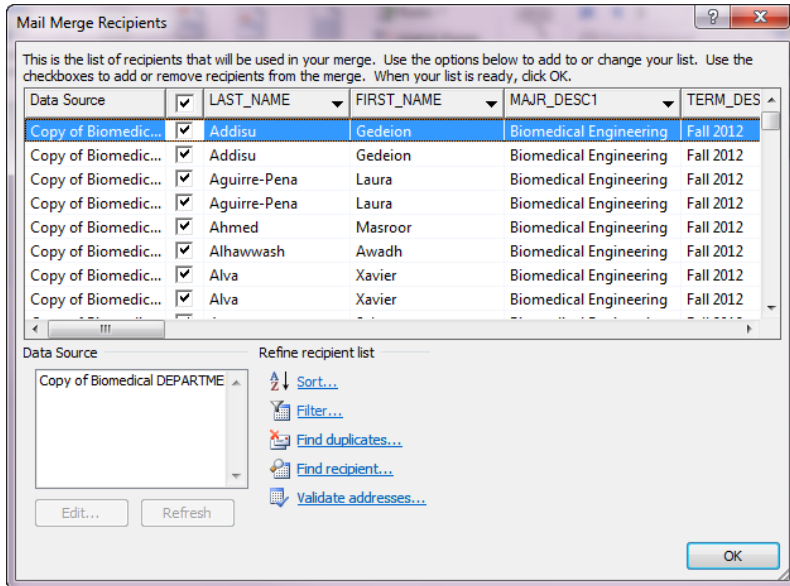 Mail Merge Recipients
This is the list of recipients that will be used in your merge. Use the options below to add to or change your list. Use the
checkboxes to add or remove recipients from the merge. When your list is ready, click OK.
Data Source LAST_NAME FIRST_NAME MAJR_DESC1 TERM_DES
Copy of Biomedic... Addisu Gedeion Biomedical Engineering Fall 2012
Copy of Biomedic... Addisu Gedeion Biomedical Engineering Fall 2012
Copy of Biomedic... Aguirre-Pena Laura Biomedical Engineering Fall 2012
Copy of Biomedic... Aguirre-Pena Laura Biomedical Engineering Fall 2012
Copy of Biomedic... Ahmed Masroor Biomedical Engineering Fall 2012
Copy of Biomedic... Alhawwash Awadh Biomedical Engineering Fall 2012
Copy of Biomedic... Alva Xavier Biomedical Engineering Fall 2012
Copy of Biomedic... Alva Xavier Biomedical Engineering Fall 2012
Data Source Refine recipient list
Copy of Biomedical DEPARTME
Sort...
Filter...
Find duplicates...
Find recipient...
Validate addresses...
Edit... Refresh
OK